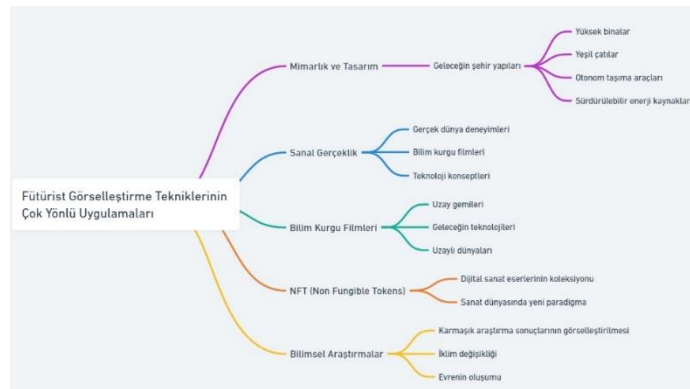 Fütürist Görselleştirme Tekniklerinin
Çok Yönlü Uygulamaları
Mimarlık ve Tasarım
Geleceğin şehir yapıları
Yüksek binalar
Yeşil çatılar
Otonom taşıma araçları
Sürdürülebilir enerji kaynaklar
Sanal Gerçeklik
Gerçek dünya deneyimleri
Bilim kurgu filmleri
Teknoloji konseptleri
Bilim Kurgu Filmleri
Uzay gemileri
Geleceğin teknolojileri
Uzaylı dünyaları
NFT (Non Fungible Tokens)
Dijital sanat eserlerinin koleksiyonu
Sanat dünyasında yeni paradigma
Bilimsel Araştırmalar
Karmaşık araştırma sonuçlarının görselleştirilmesi
İklim değişikliği
Evrenin oluşumu